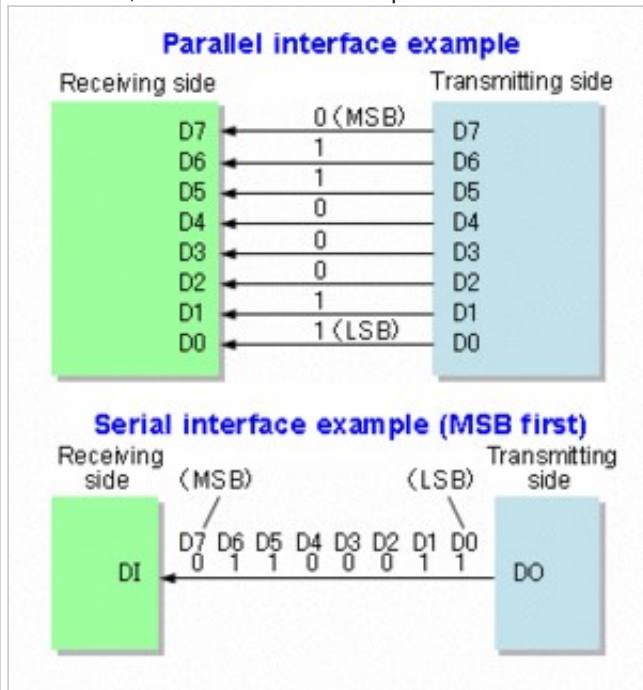 Parallel interface example
Receiving side
Transmitting side
0 (MSB)
D7
D7
1
D6
D6
1
D5
D5
0
D4
D4
0
D3
D3
0
D2
D2
1
D1
D1
1 (LSB)
D0
D0
Serial interface example (MSB first)
Receiving
side
(MSB)
(LSB)
Transmitting
side
D7 D6 D5 D4 D3 D2 D1 D0
0 1 1 0 0 0 1 1
DI
DO